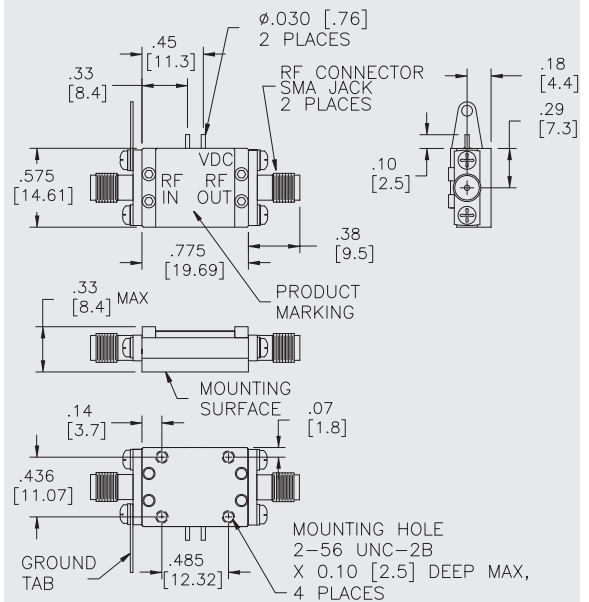 ø.030 [.76]
2 PLACES
.45
[11.3]
.33
[8.4]
RF CONNECTOR
SMA JACK
2 PLACES
.18
[4.4]
.29
[7.3]
.10
[2.5]
.575
[14.61]
VDC
RF
IN
RF
OUT
.775
[19.69]
.38
[9.5]
PRODUCT
MARKING
.33
[8.4] MAX
MOUNTING
SURFACE
.14
[3.7]
.07
[1.8]
.436
[11.07]
GROUND
TAB
.485
[12.32]
MOUNTING HOLE
2-56 UNC-2B
X 0.10 [2.5] DEEP MAX,
4 PLACES